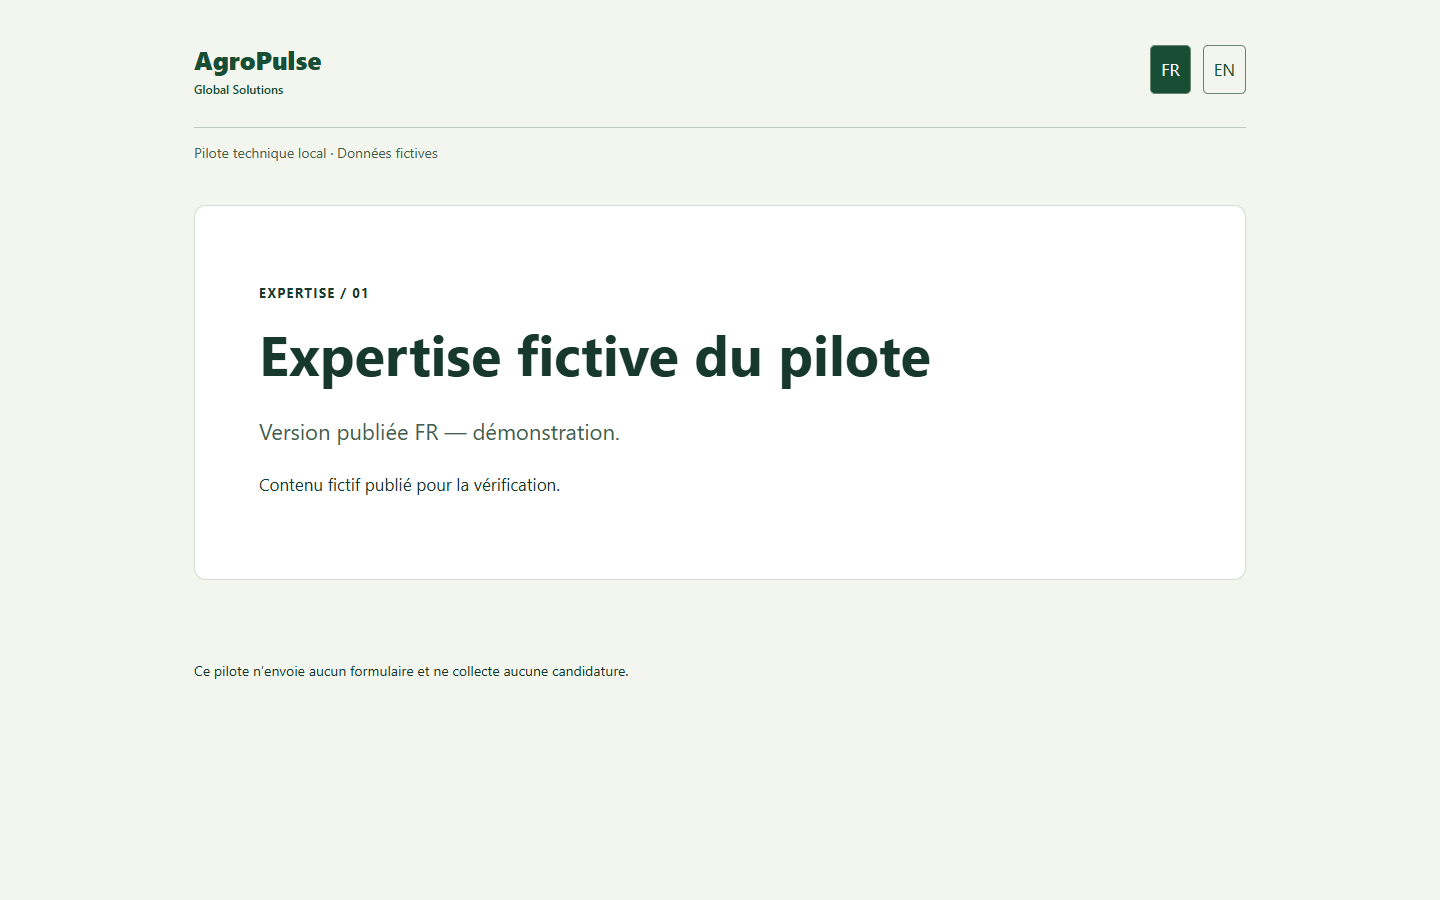 AgroPulse
Global Solutions
FR
EN
Pilote technique local · Données fictives
EXPERTISE / 01
Expertise fictive du pilote
Version publiée FR — démonstration.
Contenu fictif publié pour la vérification.
Ce pilote n’envoie aucun formulaire et ne collecte aucune candidature.